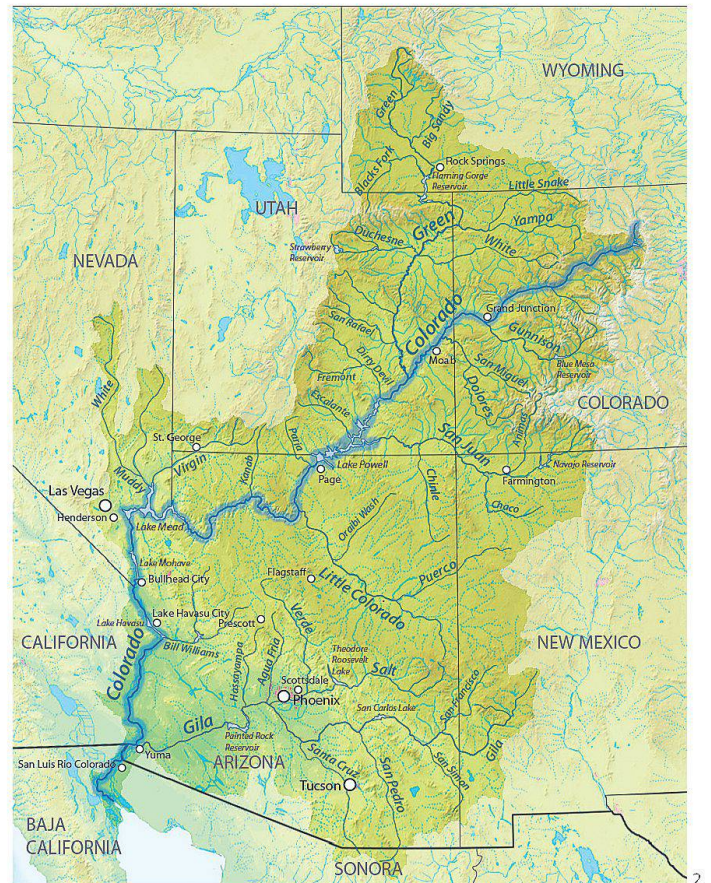 WYOMING
Green
Big Sandy
Blacks Fork
Rock Springs
Flaming Gorge
Reservoir
Little Snake
UTAH
Yampa
Green
Duchesne
White
Strawberry
Reservoir
NEVADA
Colorado
Grand Junction
San Rafael
Gunnison
Moab
Dirty Devil
San Miguel
Blue Mesa
Reservoir
Fremont
Dolores
White
Escalante
COLORADO
Animas
St. George
Paria
San Juan
Virgin
Kanab
Lake Powell
Navajo Reservoir
Muddy
Page
Farmington
Chinle
Las Vegas
Chaco
Henderson
Lake Mead
Oraibi Wash
Lake Mohave
Puerco
Flagstaff
Bullhead City
Little Colorado
Lake Havasu City
Lake Havasu
Prescott
Verde
CALIFORNIA
Bill Williams
NEW MEXICO
Colorado
Agua Fria
Theodore
Roosevelt
Lake
Hassayampa
Salt
Scottsdale
San Francisco
Phoenix
San Carlos Lake
Gila
Painted Rock
Reservoir
Gila
Yuma
San Luis Rio Colorado
ARIZONA
Santa Cruz
San Simon
San Pedro
Tucson
BAJA
CALIFORNIA
SONORA
2